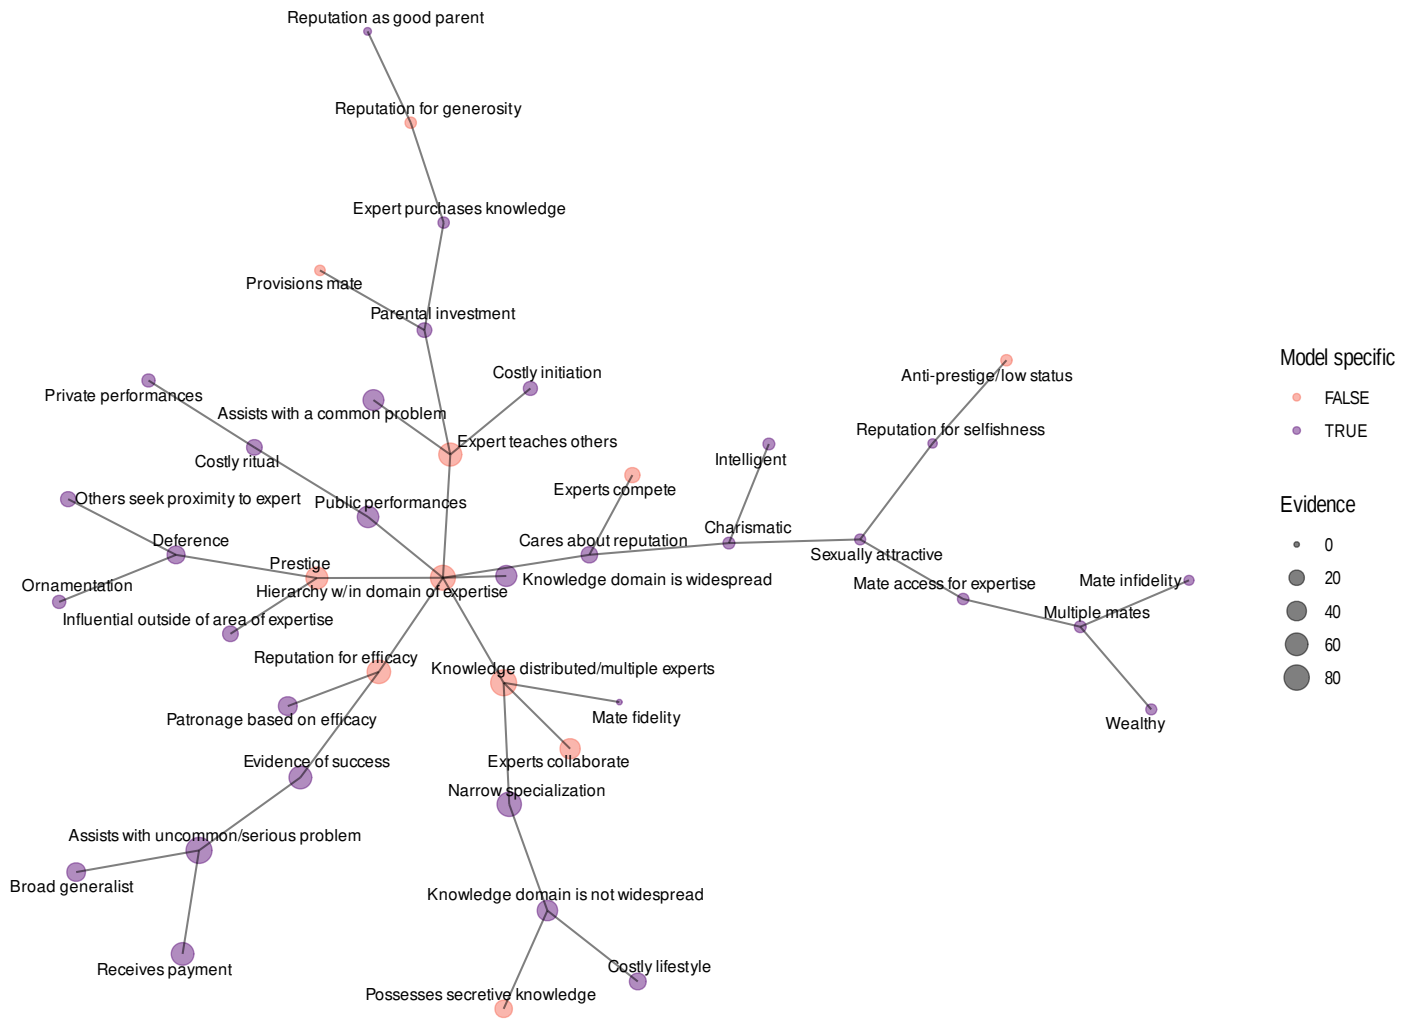 Reputation as good parent
Reputation for generosity
Expert purchases knowledge
Provisions mate
Parental investment
Model specific
FALSE
TRUE
Costly initiation
Anti-prestige/low status
Private performances
Assists with a common problem
Reputation for selfishness
Expert teaches others
Costly ritual
Intelligent
Experts compete
Others seek proximity to expert
Public performances
Evidence
0
20
40
60
80
Charismatic
Deference
Cares about reputation
Sexually attractive
Prestige
Knowledge domain is widespread
Mate access for expertise
Mate infidelity
Ornamentation
Hierarchy w/in domain of expertise
Influential outside of area of expertise
Multiple mates
Reputation for efficacy
Knowledge distributed/multiple experts
Patronage based on efficacy
Mate fidelity
Wealthy
Evidence of success
Experts collaborate
Narrow specialization
Assists with uncommon/serious problem
Broad generalist
Knowledge domain is not widespread
Receives payment
Costly lifestyle
Possesses secretive knowledge